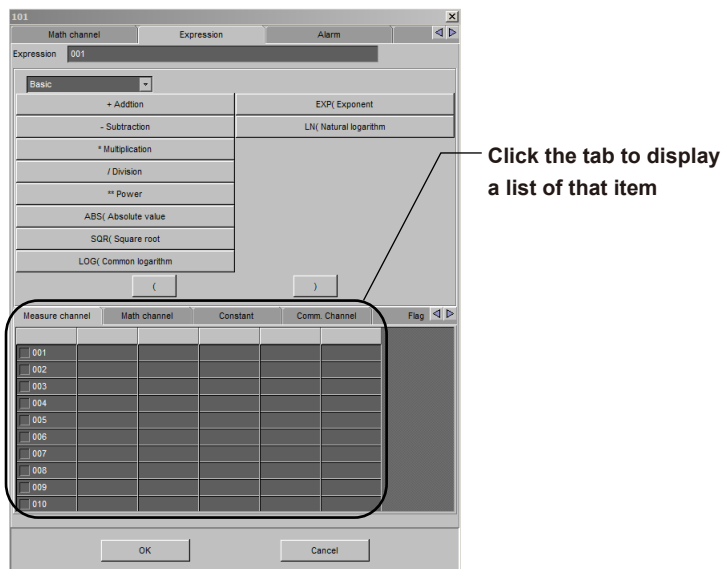 101
Math channel Expression Alarm
Expression 001
Basic
+ Addtion EXP( Exponent
- Subtraction LN( Natural logarithm
* Multiplication
/ Division
** Power
ABS( Absolute value
SQR( Square root
LOG( Common logarithm
( )
Measure channel Math channel Constant Comm. Channel Flag
001
002
003
004
005
006
007
008
009
010
OK Cancel
Click the tab to display
a list of that item